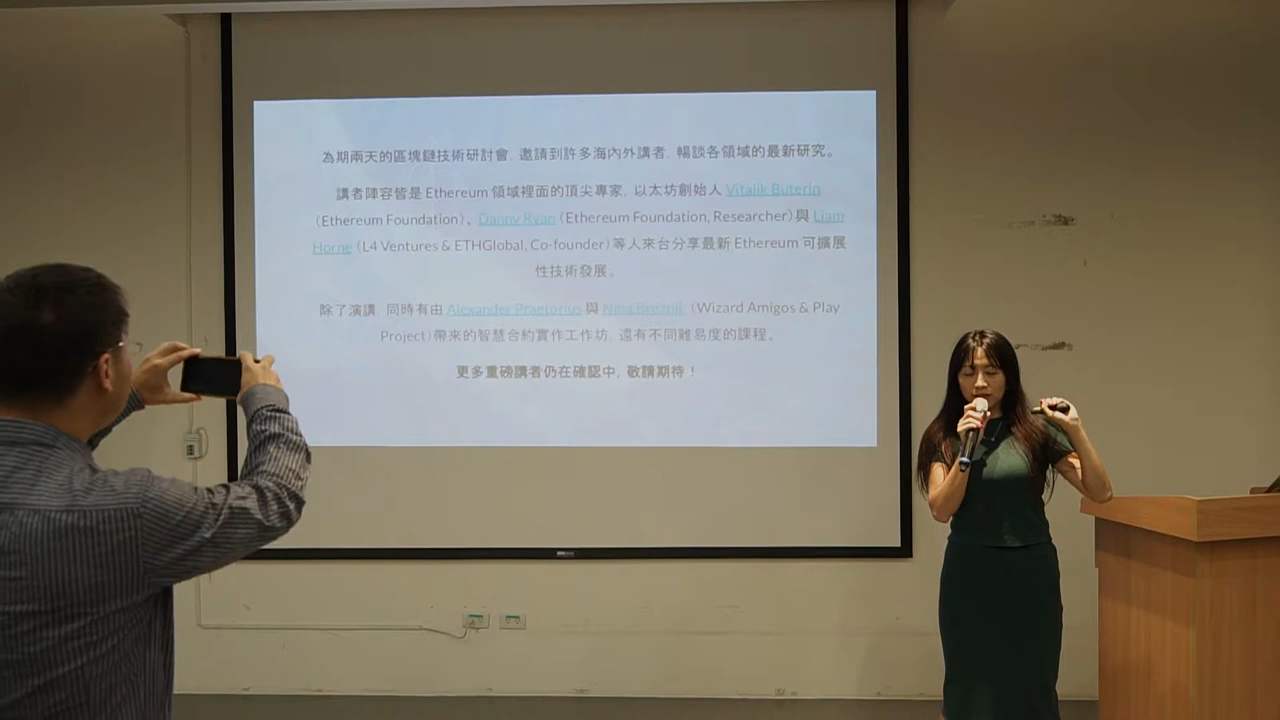 為期兩天的區塊鏈技術研討會, 邀請到許多海內外講者, 暢談各領域的最新研究。
講者陣容皆是 Ethereum 領域裡面的頂尖專家, 以太坊創始人 Vitalik Buterin
(Ethereum Foundation)、Danny Ryan (Ethereum Foundation, Researcher) 與 Liam
Horne (L4 Ventures & ETHGlobal, Co-founder) 等人來台分享最新 Ethereum 可擴展
性技術發展。
除了演講, 同時有由 Alexander Praetorius 與 Nina Breznik (Wizard Amigos & Play
Project) 帶來的智慧合約實作工作坊, 還有不同難易度的課程。
更多重磅講者仍在確認中, 敬請期待!